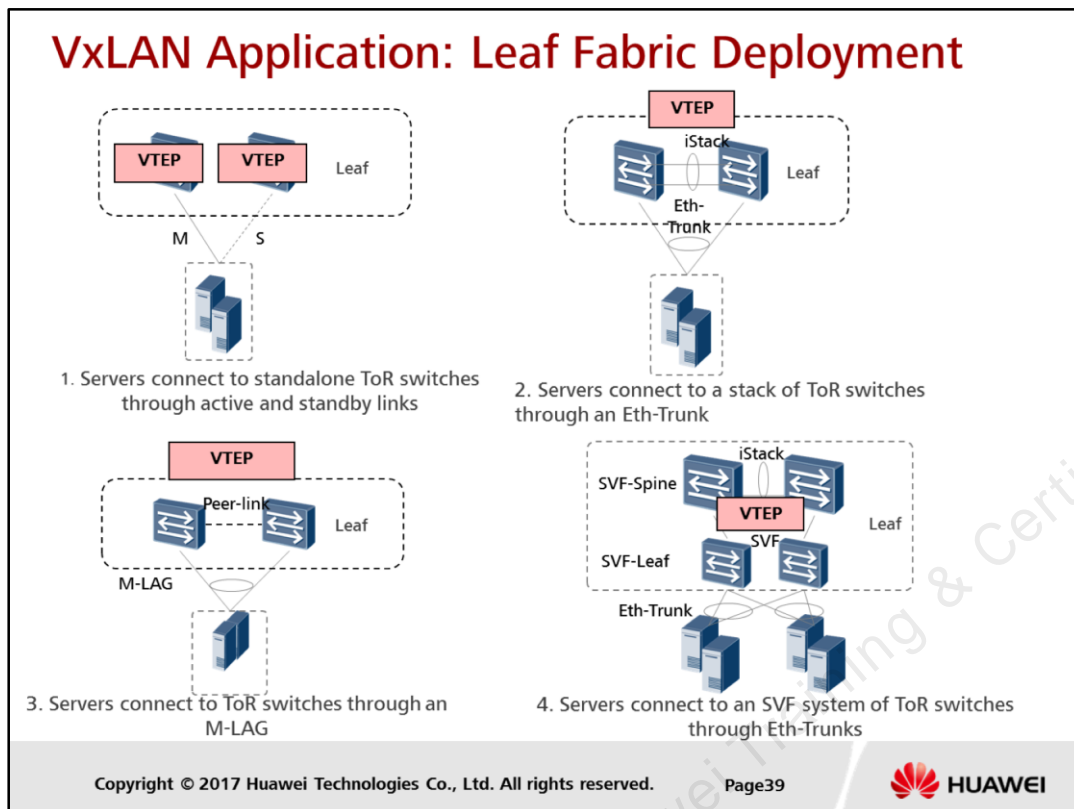 VxLAN Application: Leaf Fabric Deployment
VTEP
VTEP
Leaf
M
S
1. Servers connect to standalone ToR switches
through active and standby links
VTEP
iStack
Leaf
Eth-
Trunk
2. Servers connect to a stack of ToR switches
through an Eth-Trunk
VTEP
Peer-link
Leaf
M-LAG
3. Servers connect to ToR switches through an
M-LAG
iStack
SVF-Spine
VTEP
Leaf
SVF
SVF-Leaf
Eth-Trunk
4. Servers connect to an SVF system of ToR switches
through Eth-Trunks
Copyright © 2017 Huawei Technologies Co., Ltd. All rights reserved.
Page39
HUAWEI
Training & Certi